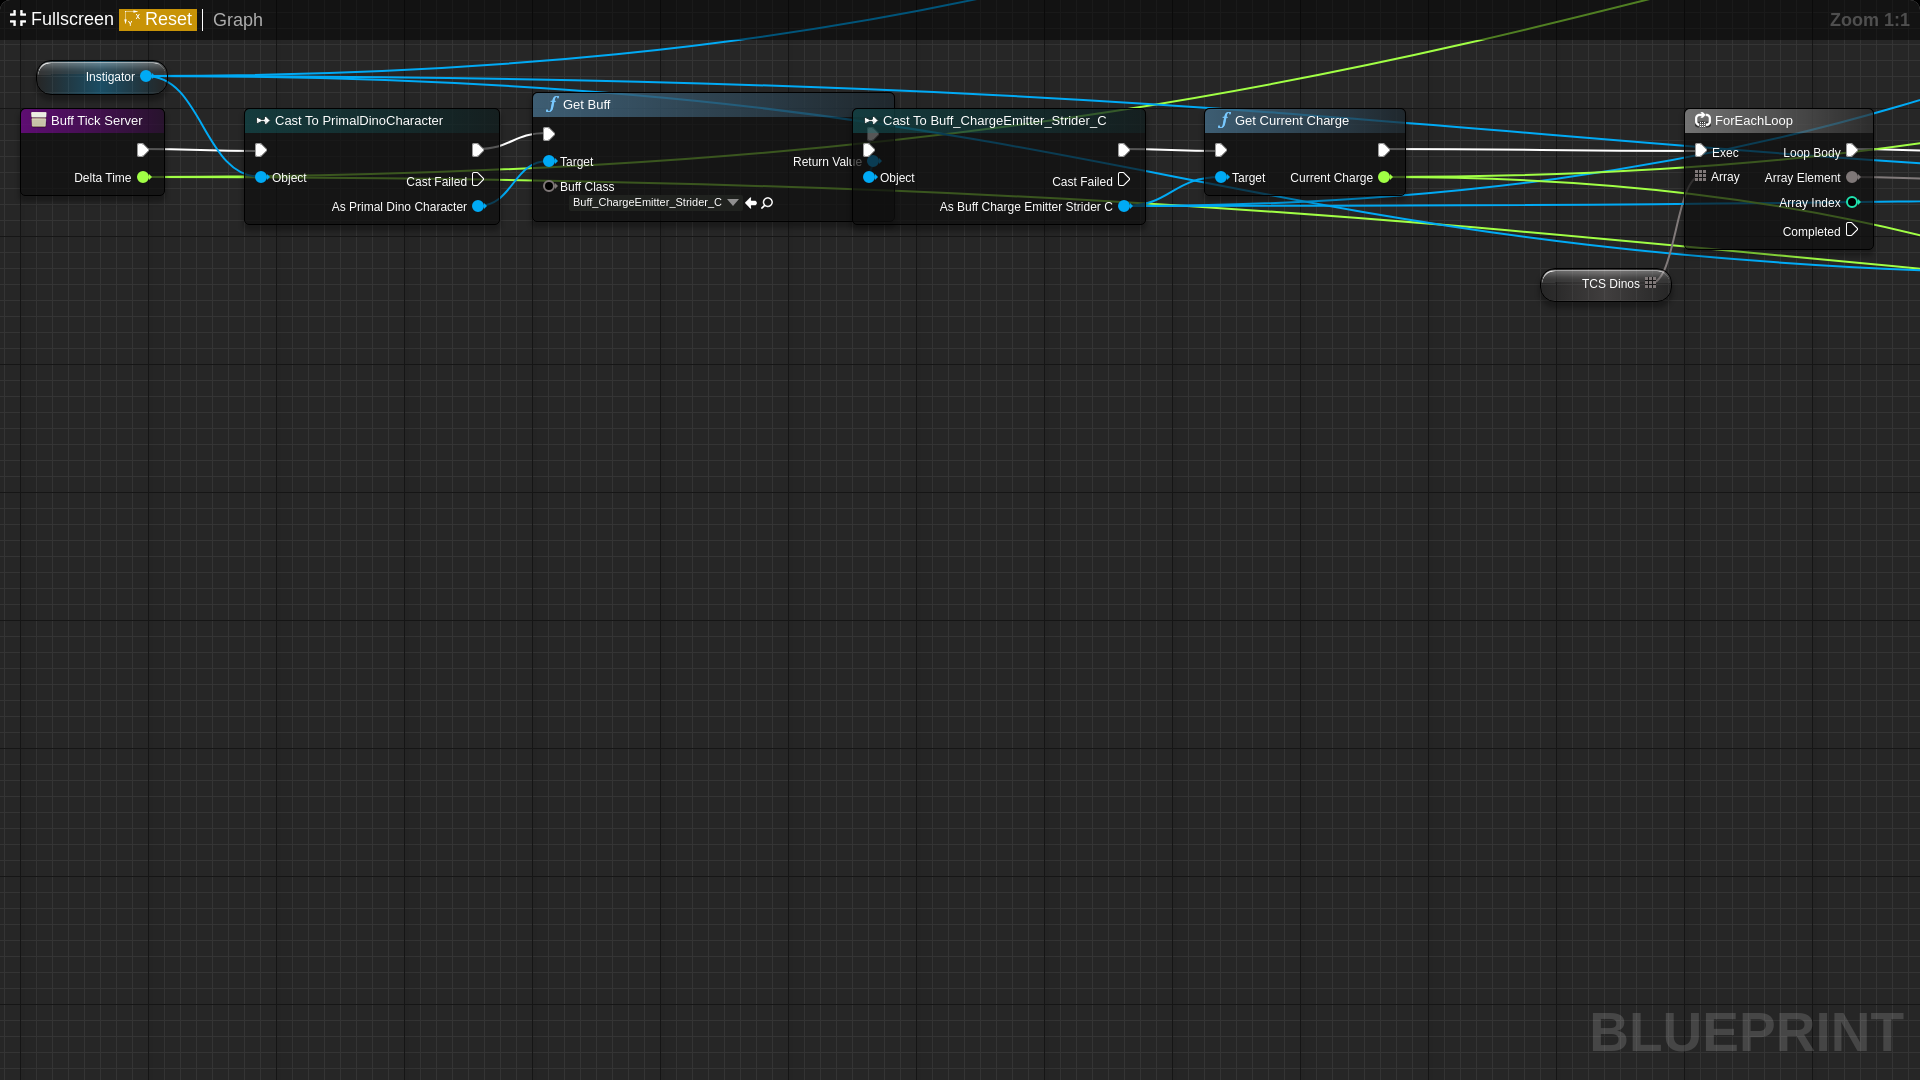 Fullscreen Reset Graph Zoom 1:1
Instigator
Buff Tick Server
Delta Time
Cast To PrimalDinoCharacter
Object
Cast Failed
As Primal Dino Character
Get Buff
Target
Return Value
Buff Class
Buff_ChargeEmitter_Strider_C
Cast To Buff_ChargeEmitter_Strider_C
Object
Cast Failed
As Buff Charge Emitter Strider C
Get Current Charge
Target
Current Charge
ForEachLoop
Exec
Loop Body
Array
Array Element
Array Index
Completed
TCS Dinos
BLUEPRINT